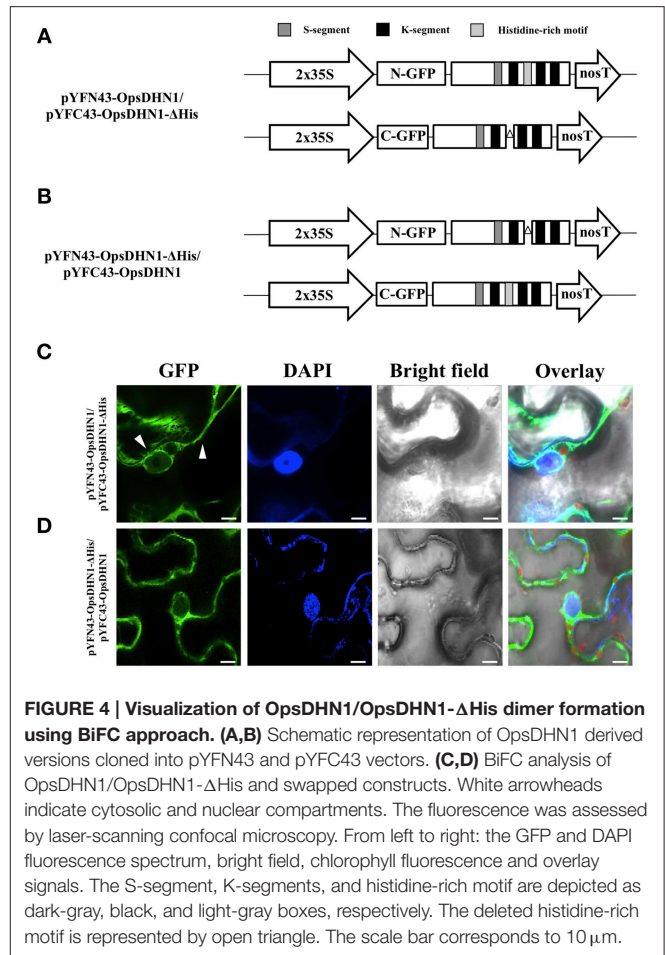 A
S-segment K-segment Histidine-rich motif
pYFN43-OpsDHN1/
pYFC43-OpsDHN1-ΔHis
2x35S N-GFP nosT
2x35S C-GFP Δ nosT
B
pYFN43-OpsDHN1-ΔHis/
pYFC43-OpsDHN1
2x35S N-GFP Δ nosT
2x35S C-GFP nosT
C
GFP DAPI Bright field Overlay
pYFN43-OpsDHN1/
pYFC43-OpsDHN1-ΔHis
D
pYFN43-OpsDHN1-ΔHis/
pYFC43-OpsDHN1
FIGURE 4 | Visualization of OpsDHN1/OpsDHN1-ΔHis dimer formation
using BiFC approach. (A,B) Schematic representation of OpsDHN1 derived
versions cloned into pYFN43 and pYFC43 vectors. (C,D) BiFC analysis of
OpsDHN1/OpsDHN1-ΔHis and swapped constructs. White arrowheads
indicate cytosolic and nuclear compartments. The fluorescence was assessed
by laser-scanning confocal microscopy. From left to right: the GFP and DAPI
fluorescence spectrum, bright field, chlorophyll fluorescence and overlay
signals. The S-segment, K-segments, and histidine-rich motif are depicted as
dark-gray, black, and light-gray boxes, respectively. The deleted histidine-rich
motif is represented by open triangle. The scale bar corresponds to 10 μm.